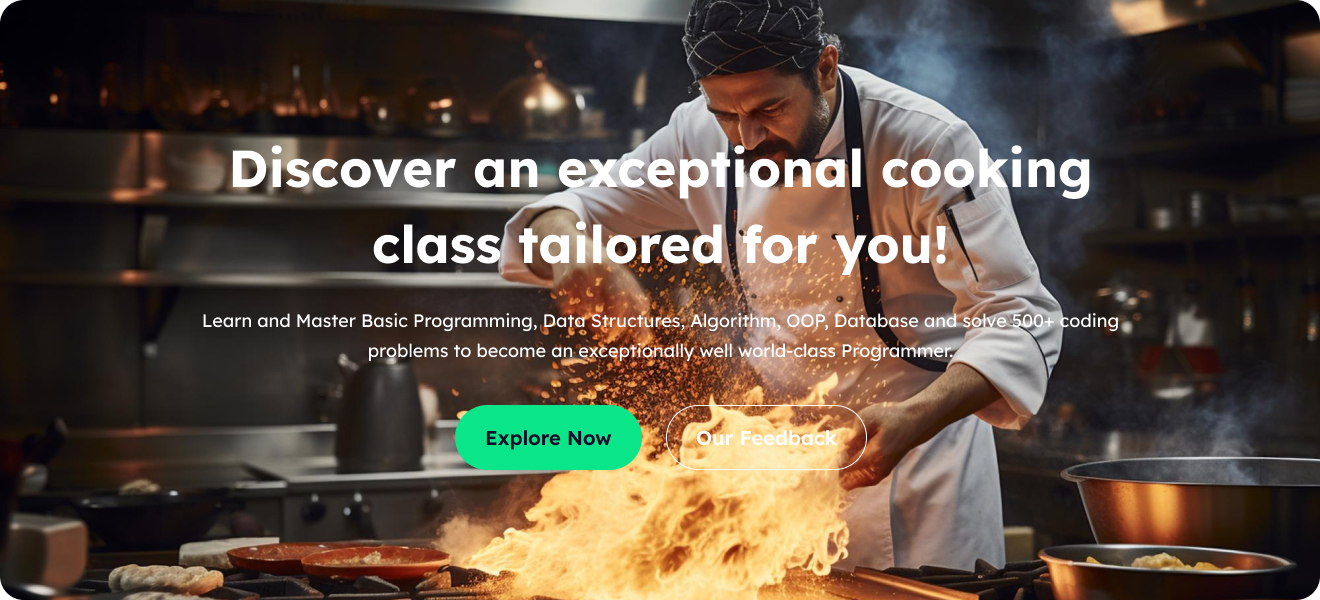 Discover an exceptional cooking
class tailored for you!
Learn and Master Basic Programming, Data Structures, Algorithm, OOP, Database and solve 500+ coding
problems to become an exceptionally well world-class Programmer.
Explore Now
Our Feedback